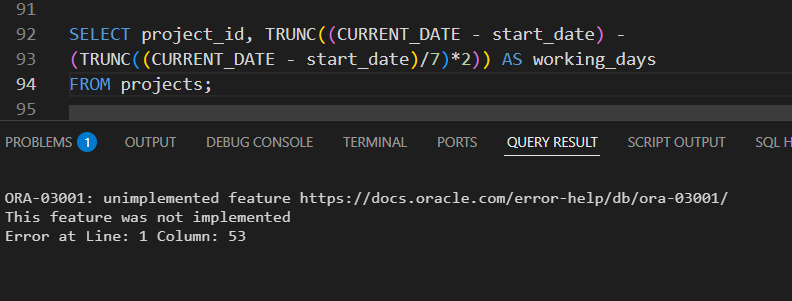 91
92 SELECT project_id, TRUNC((CURRENT_DATE - start_date) -
93 (TRUNC((CURRENT_DATE - start_date)/7)*2)) AS working_days
94 FROM projects;
95
PROBLEMS 1 OUTPUT DEBUG CONSOLE TERMINAL PORTS QUERY RESULT SCRIPT OUTPUT SQL H
ORA-03001: unimplemented feature https://docs.oracle.com/error-help/db/ora-03001/
This feature was not implemented
Error at Line: 1 Column: 53